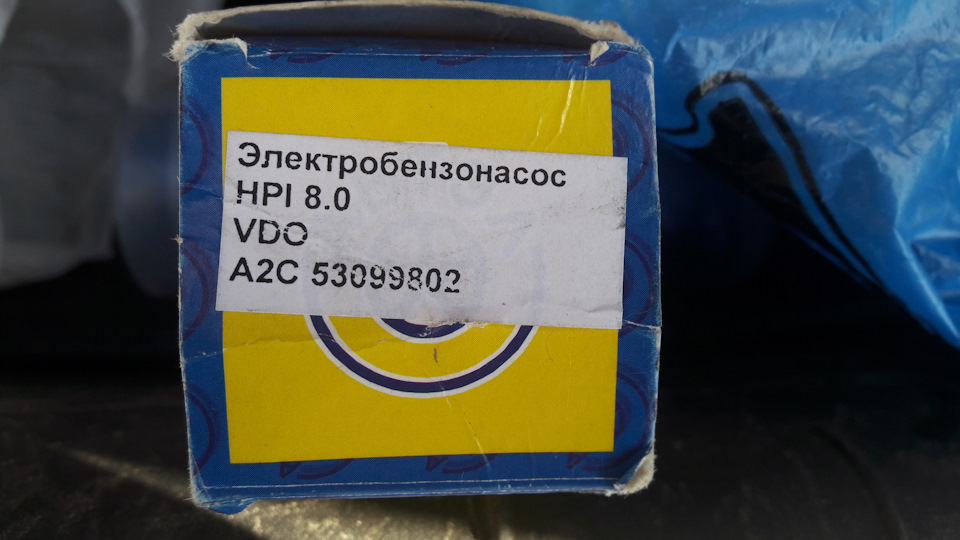 Электробензонасос
HPI 8.0
VDO
A2C 53099802